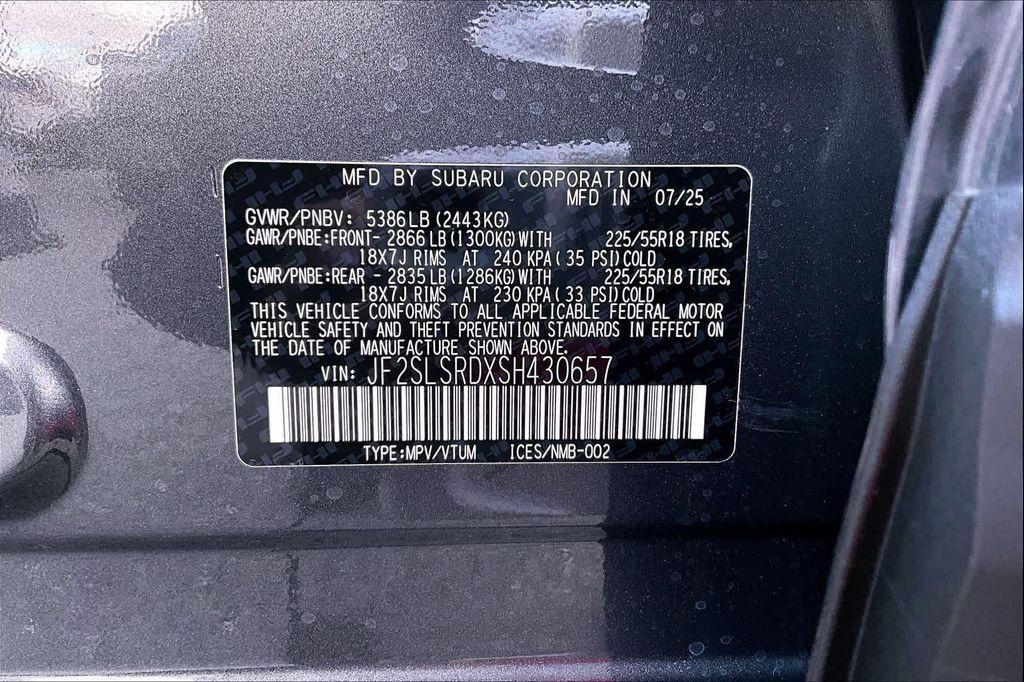 MFD BY SUBARU CORPORATION
MFD IN 07/25
GVWR/PNBV: 5386LB (2443KG)
GAWR/PNBE:FRONT- 2866 LB (1300KG) WITH 225/55R18 TIRES,
18X7J RIMS AT 240 KPA ( 35 PSI) COLD
GAWR/PNBE:REAR - 2835 LB (1286KG) WITH 225/55R18 TIRES,
18X7J RIMS AT 230 KPA ( 33 PSI) COLD
THIS VEHICLE CONFORMS TO ALL APPLICABLE FEDERAL MOTOR
VEHICLE SAFETY AND THEFT PREVENTION STANDARDS IN EFFECT ON
THE DATE OF MANUFACTURE SHOWN ABOVE.
VIN: JF2SLSRDXSH430657
TYPE:MPV/VTUM ICES/NMB-002